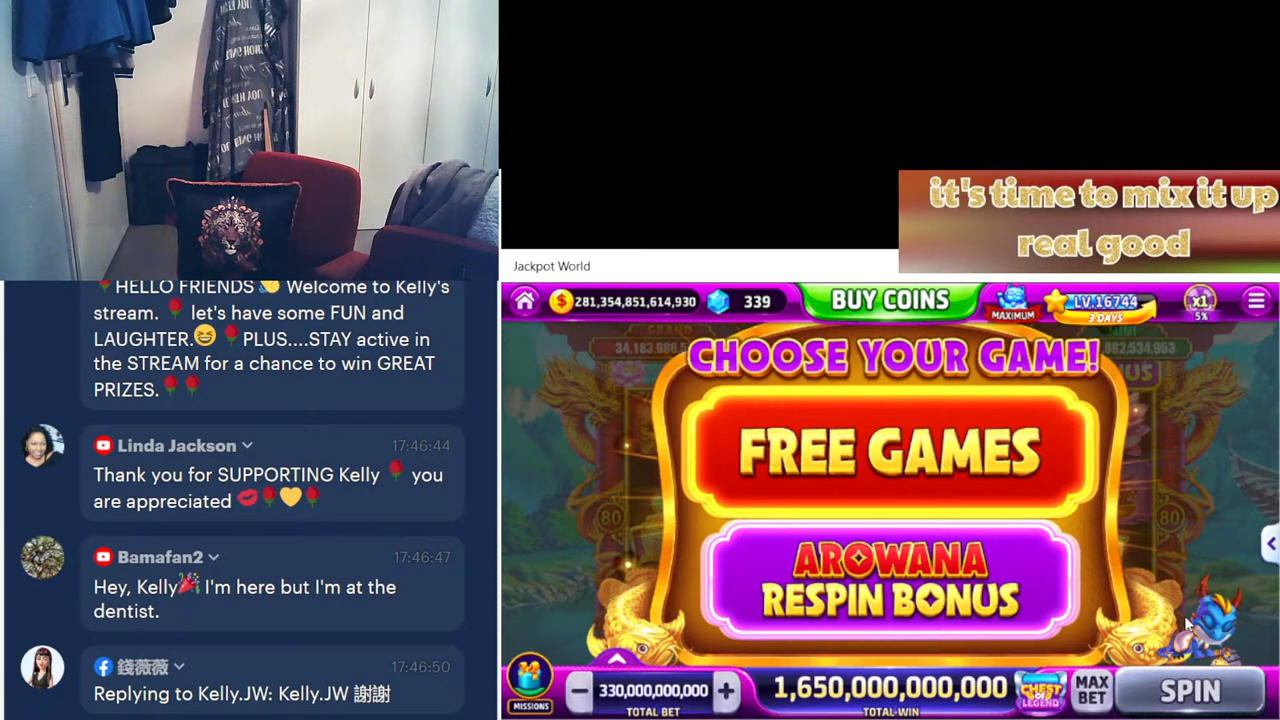 it's time to mix it up
real good
Jackpot World
HELLO FRIENDS Welcome to Kelly's
stream. let's have some FUN and
LAUGHTER. PLUS....STAY active in
the STREAM for a chance to win GREAT
PRIZES.
Linda Jackson 17:46:44
Thank you for SUPPORTING Kelly you
are appreciated
Bamafan2 17:46:47
Hey, Kelly I'm here but I'm at the
dentist.
錢薇薇 17:46:50
Replying to Kelly.JW: Kelly.JW 謝謝
281,354,851,614,930 339 BUY COINS MAXIMUM LV.16744 3 DAYS x1 5%
CHOOSE YOUR GAME!
FREE GAMES
80 80
AROWANA
RESPIN BONUS
MISSIONS
330,000,000,000
TOTAL BET
1,650,000,000,000
TOTAL WIN
CHEST OF LEGEND
MAX BET
SPIN